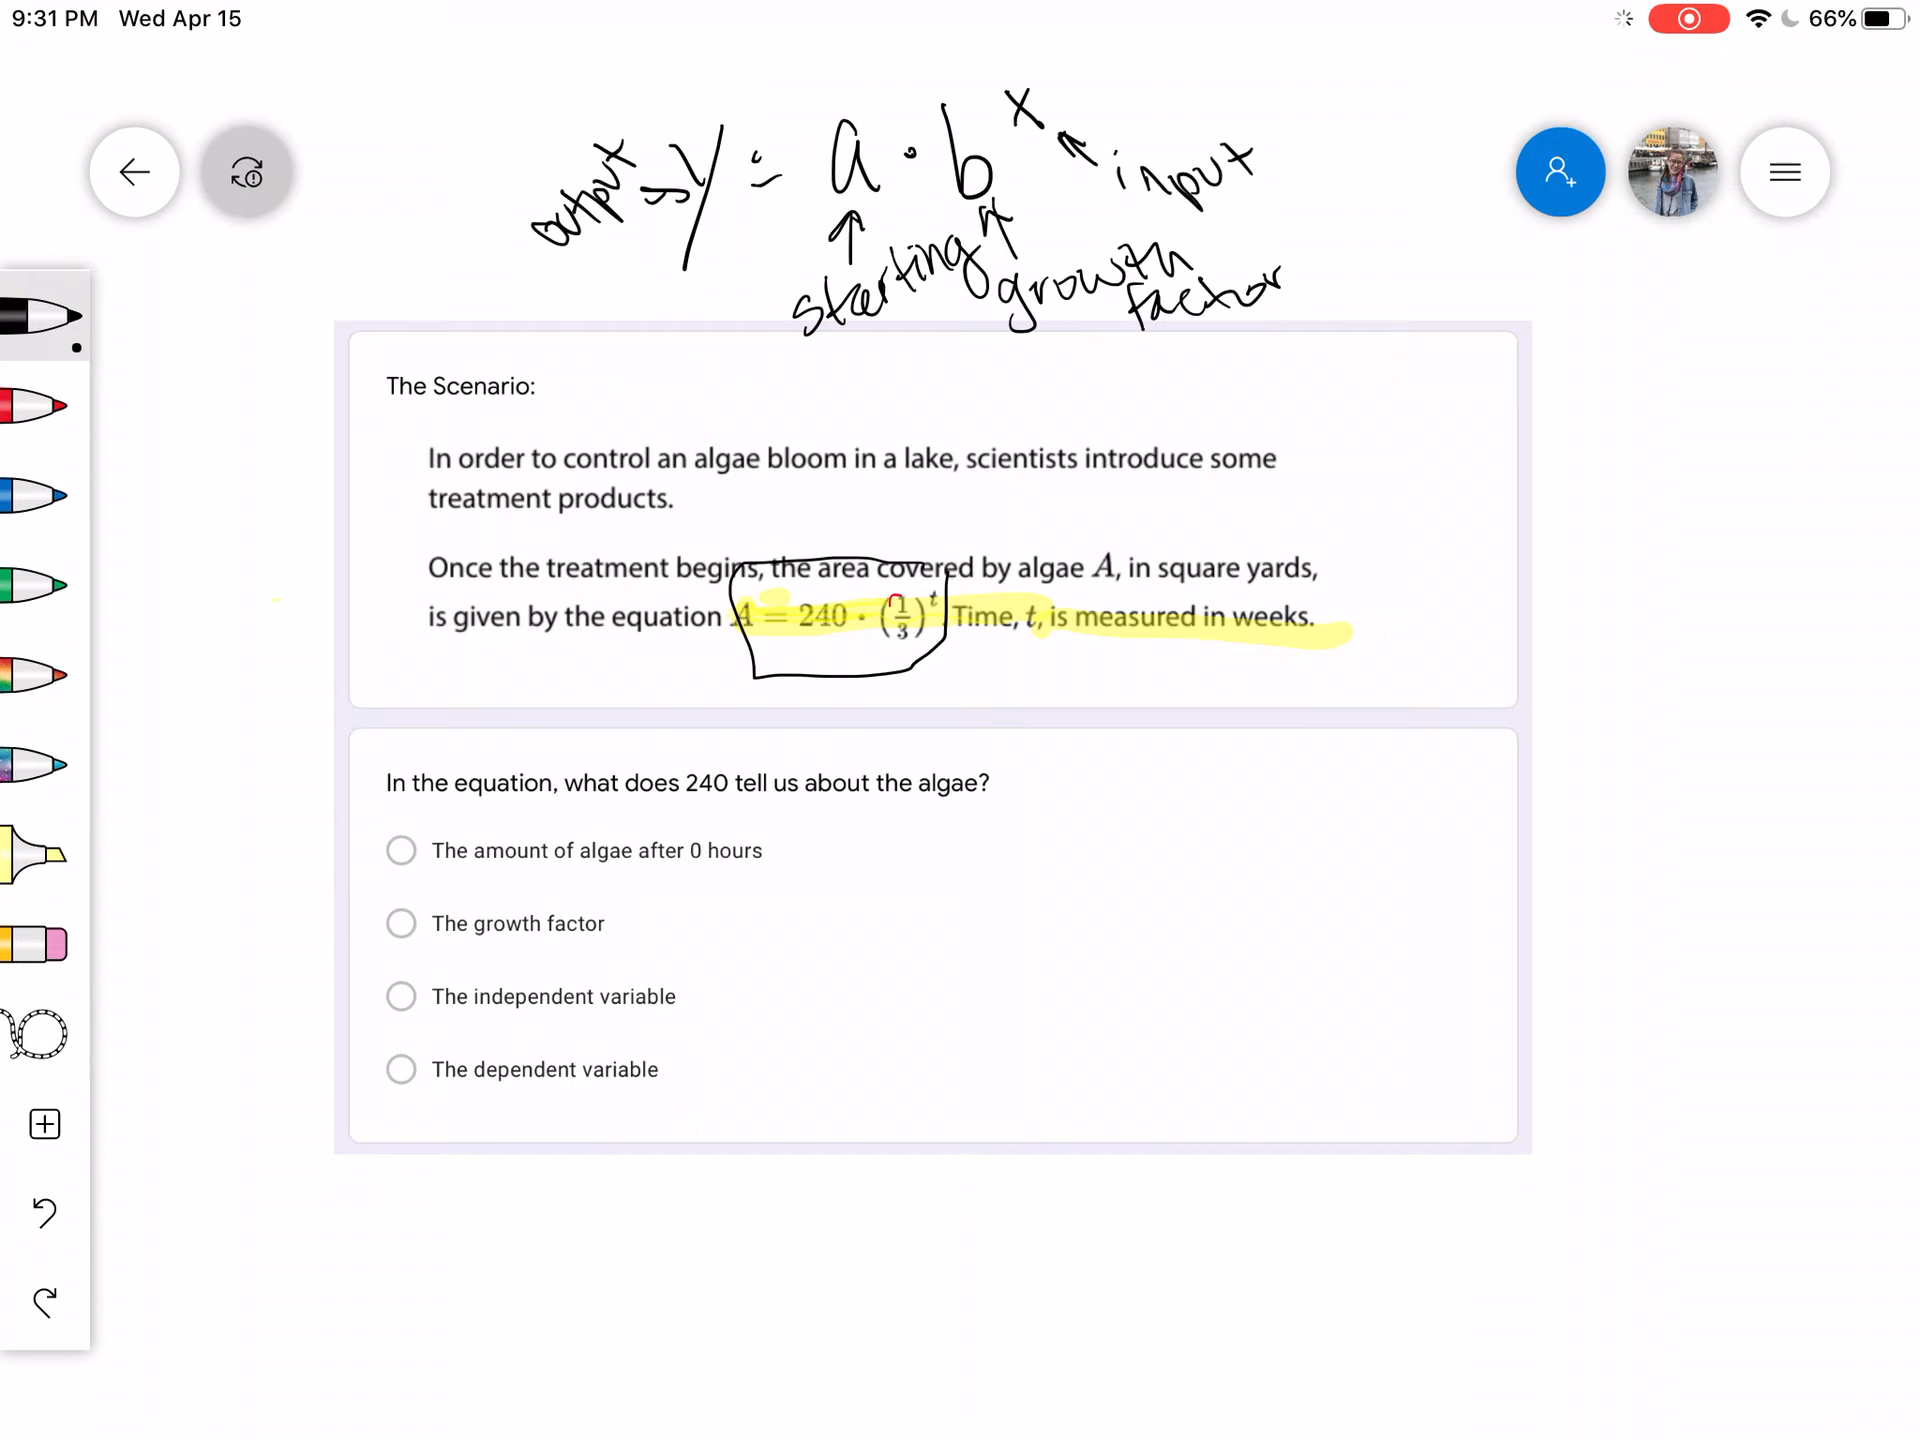 9:31 PM Wed Apr 15
66%
output y = a · b x input
starting growth
factor
The Scenario:
In order to control an algae bloom in a lake, scientists introduce some
treatment products.
Once the treatment begins, the area covered by algae A, in square yards,
is given by the equation A = 240 · (1/3)^t. Time, t, is measured in weeks.
In the equation, what does 240 tell us about the algae?
The amount of algae after 0 hours
The growth factor
The independent variable
The dependent variable